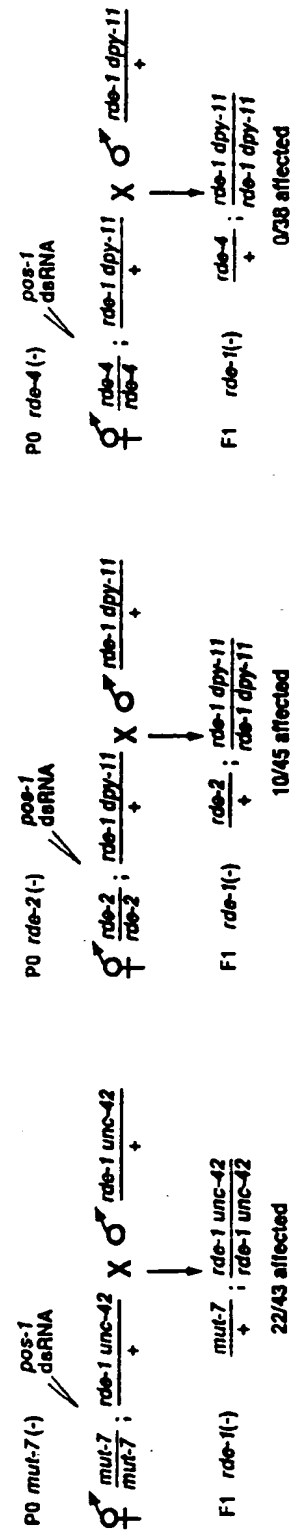 P0 mut-7 (-)
pos-1
dsRNA
mut-7
mut-7
;
rde-1 unc-42
+
X
rde-1 unc-42
+
F1 rde-1(-)
mut-7
+
;
rde-1 unc-42
rde-1 unc-42
22/43 affected
P0 rde-2 (-)
pos-1
dsRNA
rde-2
rde-2
;
rde-1 dpy-11
+
X
rde-1 dpy-11
+
F1 rde-1(-)
rde-2
+
;
rde-1 dpy-11
rde-1 dpy-11
10/45 affected
P0 rde-4 (-)
pos-1
dsRNA
rde-4
rde-4
;
rde-1 dpy-11
+
X
rde-1 dpy-11
+
F1 rde-1(-)
rde-4
+
;
rde-1 dpy-11
rde-1 dpy-11
0/38 affected